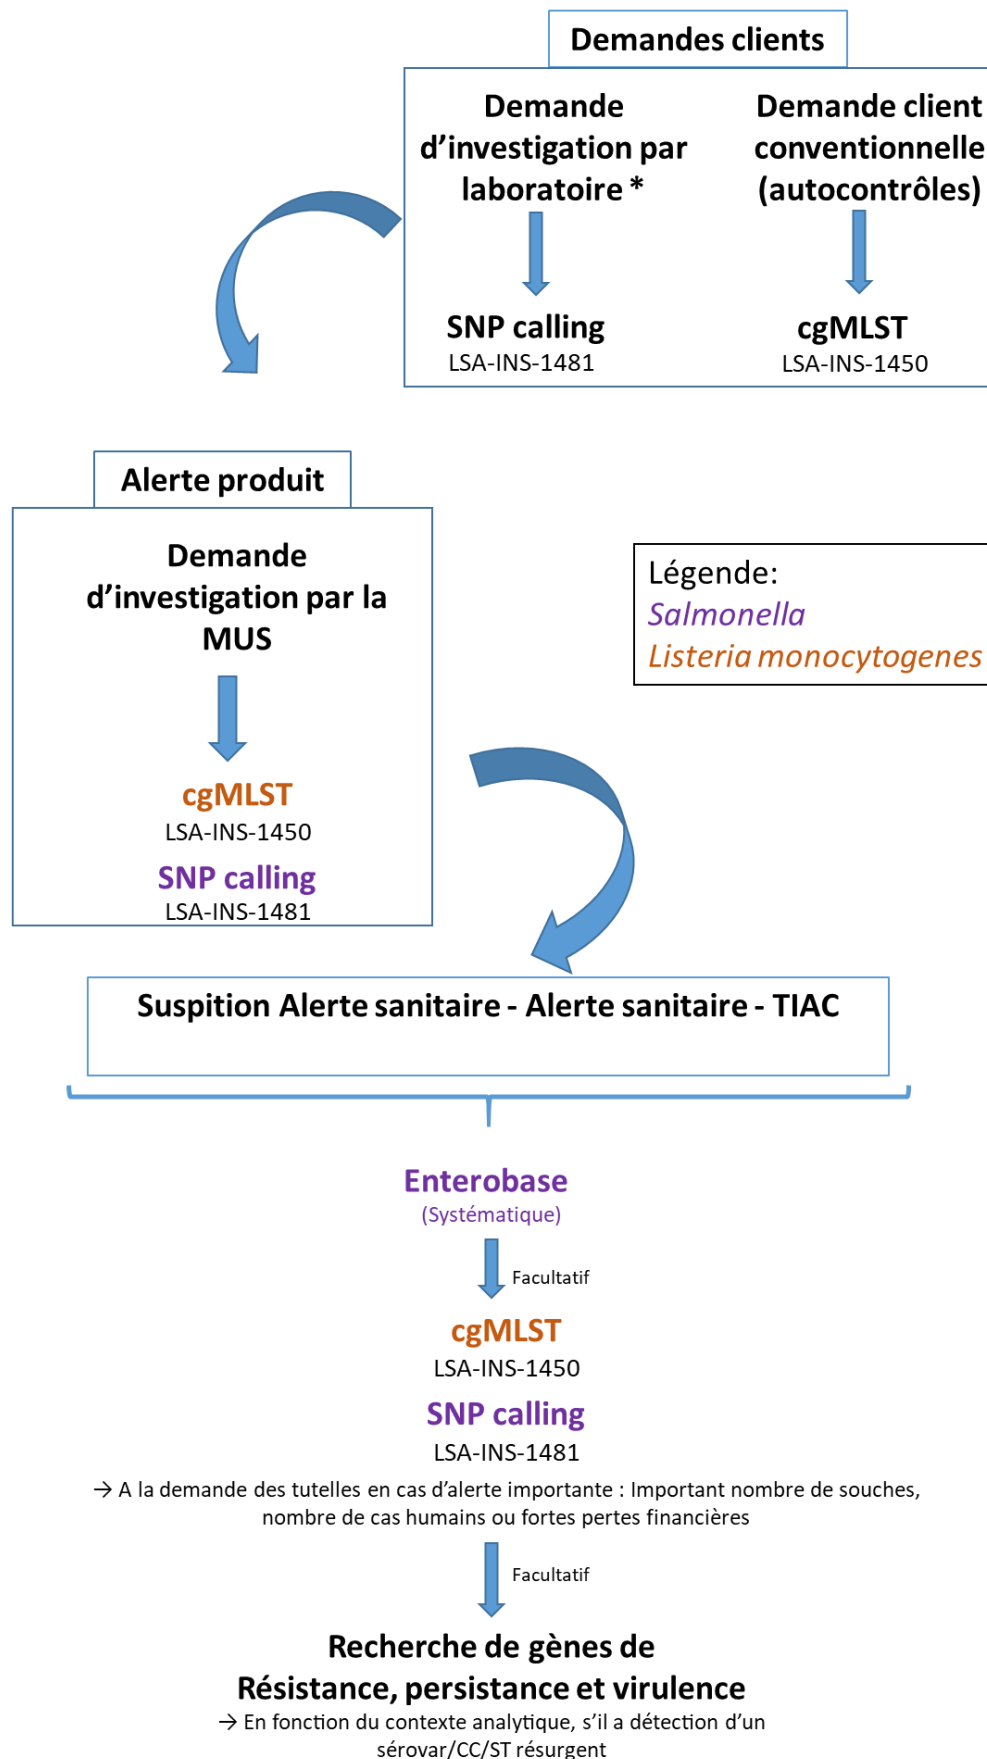 Demandes clients
Demande
d’investigation par
laboratoire *
SNP calling
LSA-INS-1481
Demande client
conventionnelle
(autocontrôles)
cgMLST
LSA-INS-1450
Alerte produit
Demande
d’investigation par la
MUS
cgMLST
LSA-INS-1450
SNP calling
LSA-INS-1481
Légende:
Salmonella
Listeria monocytogenes
Suspition Alerte sanitaire - Alerte sanitaire - TIAC
Enterobase
(Systématique)
Facultatif
cgMLST
LSA-INS-1450
SNP calling
LSA-INS-1481
→ A la demande des tutelles en cas d’alerte importante : Important nombre de souches,
nombre de cas humains ou fortes pertes financières
Facultatif
Recherche de gènes de
Résistance, persistance et virulence
→ En fonction du contexte analytique, s’il a détection d’un
sérovar/CC/ST résurgent